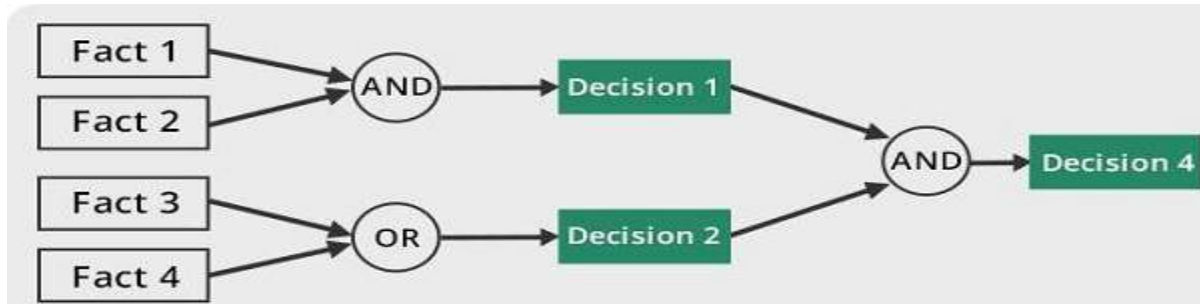 Fact 1
Fact 2
AND
Decision 1
Fact 3
Fact 4
OR
Decision 2
AND
Decision 4